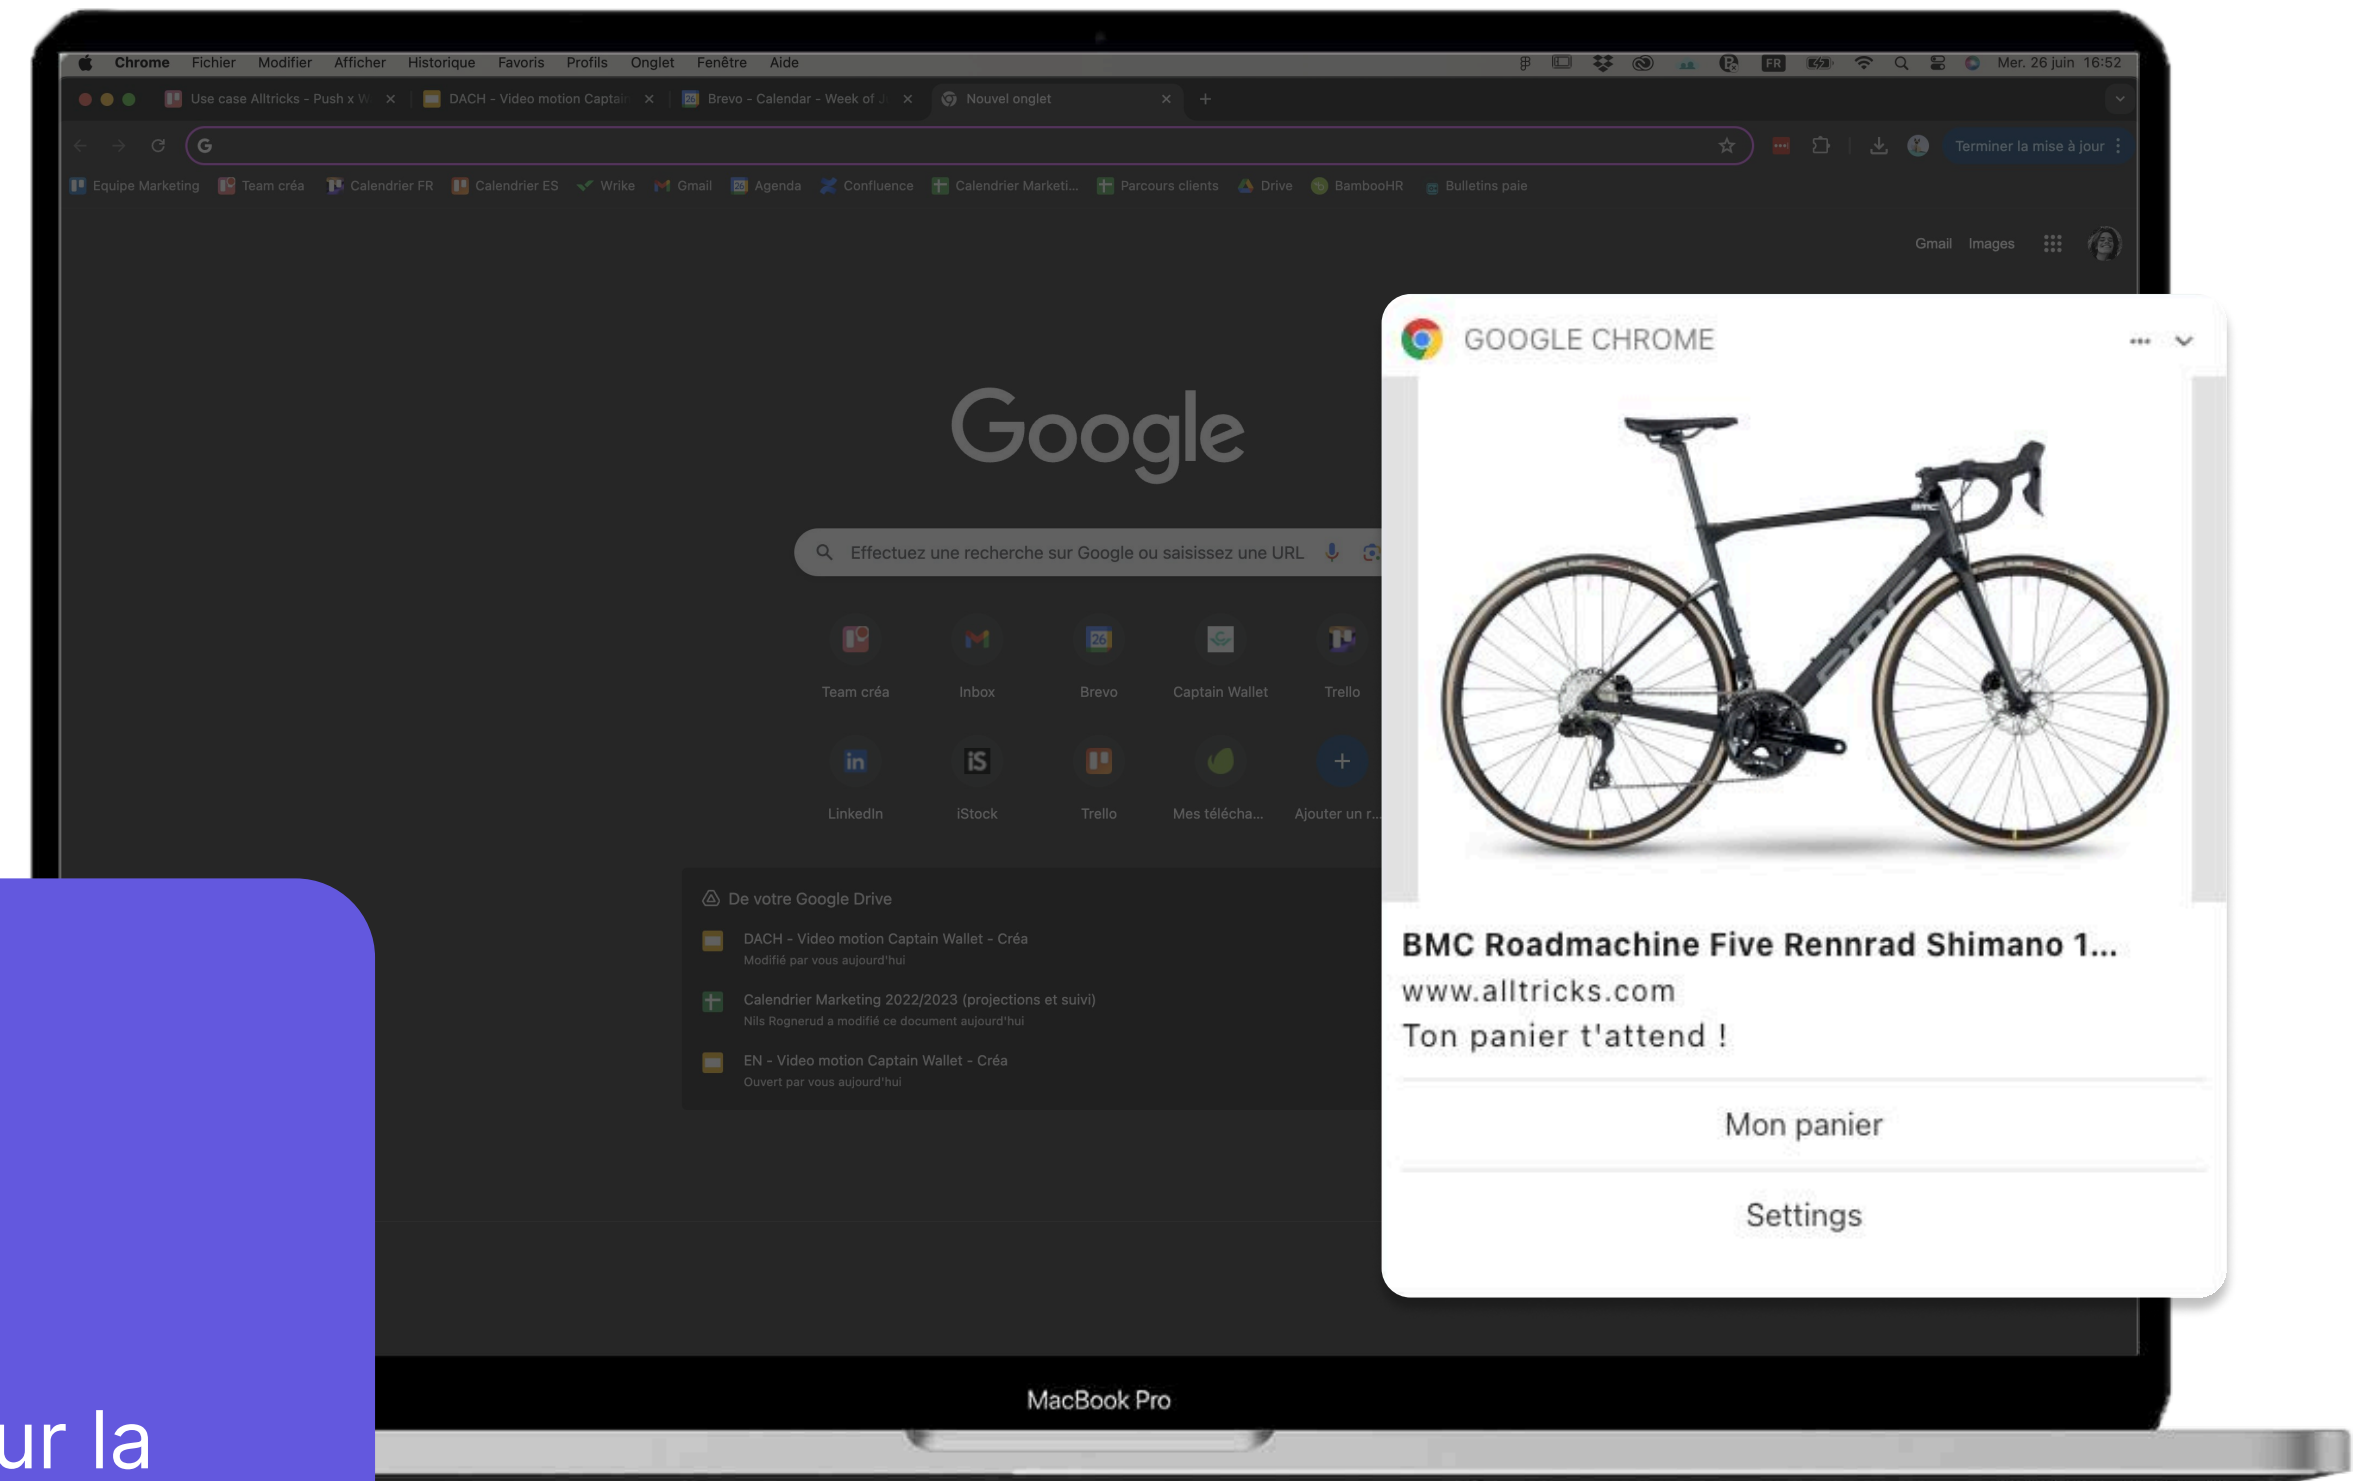 Chrome Fichier Modifier Afficher Historique Favoris Profils Onglet Fenêtre Aide FR Mer. 26 juin 16:52
Use case Alltricks - Push x W DACH - Video motion Captain Brevo - Calendar - Week of J Nouvel onglet
G Terminer la mise à jour
Equipe Marketing Team créa Calendrier FR Calendrier ES Wrike Gmail Agenda Confluence Calendrier Marketi... Parcours clients Drive BambooHR Bulletins paie
Gmail Images
Google
Effectuez une recherche sur Google ou saisissez une URL
26
Team créa Inbox Brevo Captain Wallet Trello
in iS
LinkedIn iStock Trello Mes télécha... Ajouter un r...
De votre Google Drive
DACH - Video motion Captain Wallet - Créa
Modifié par vous aujourd'hui
Calendrier Marketing 2022/2023 (projections et suivi)
Nils Rognerud a modifié ce document aujourd'hui
EN - Video motion Captain Wallet - Créa
Ouvert par vous aujourd'hui
GOOGLE CHROME
BMC
BMC
BMC Roadmachine Five Rennrad Shimano 1...
www.alltricks.com
Ton panier t'attend !
Mon panier
Settings
MacBook Pro
ur la